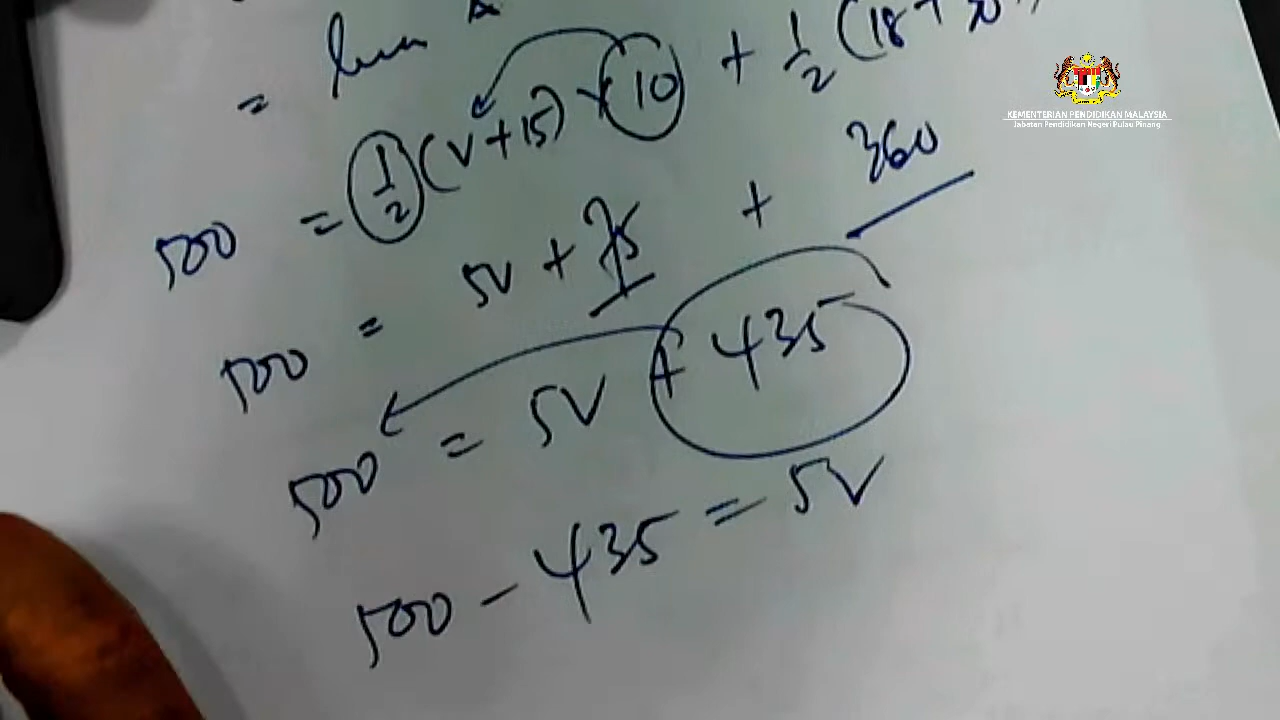 = luas A
500 = 1/2 (v + 15) × 10 + 1/2 (18 + 30
500 = 5v + 75 + 360
500 = 5v + 435
500 - 435 = 5v
KEMENTERIAN PENDIDIKAN MALAYSIA
Jabatan Pendidikan Negeri Pulau Pinang